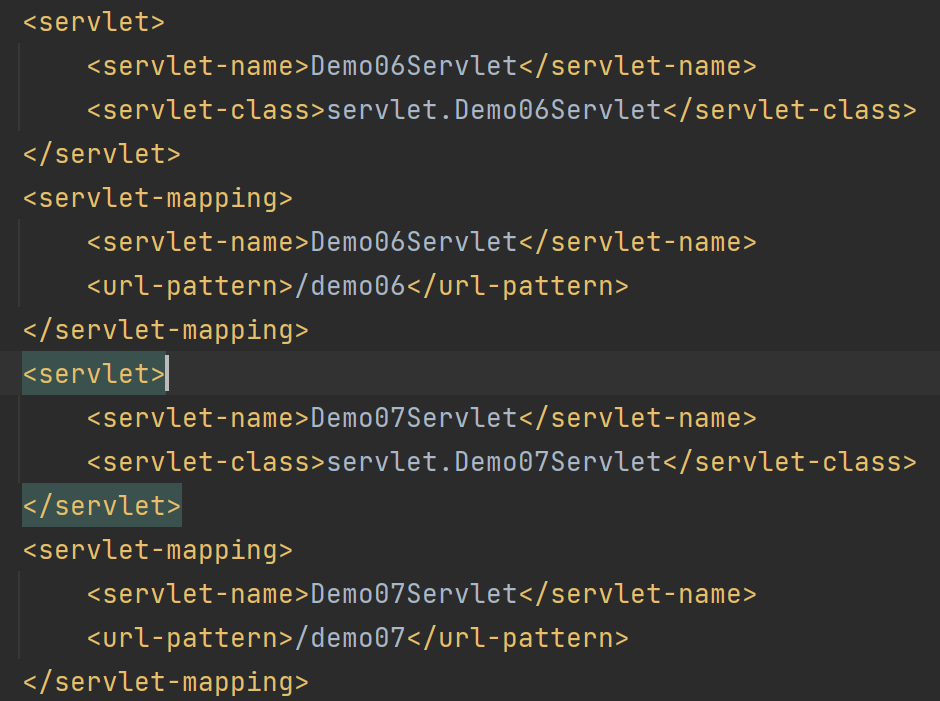 <servlet>
    <servlet-name>Demo06Servlet</servlet-name>
    <servlet-class>servlet.Demo06Servlet</servlet-class>
</servlet>
<servlet-mapping>
    <servlet-name>Demo06Servlet</servlet-name>
    <url-pattern>/demo06</url-pattern>
</servlet-mapping>
<servlet>
    <servlet-name>Demo07Servlet</servlet-name>
    <servlet-class>servlet.Demo07Servlet</servlet-class>
</servlet>
<servlet-mapping>
    <servlet-name>Demo07Servlet</servlet-name>
    <url-pattern>/demo07</url-pattern>
</servlet-mapping>